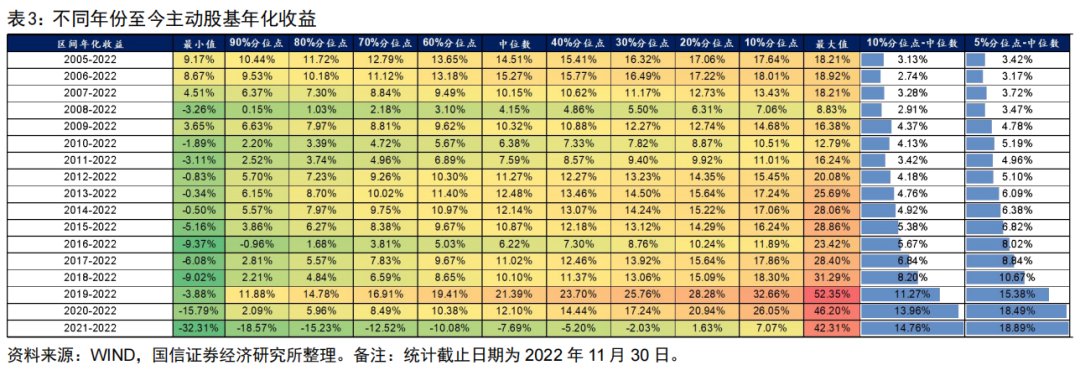 表3：不同年份至今主动股基年化收益
区间年化收益 最小值 90%分位点 80%分位点 70%分位点 60%分位点 中位数 40%分位点 30%分位点 20%分位点 10%分位点 最大值 10%分位点-中位数 5%分位点-中位数
2005-2022 9.17% 10.44% 11.72% 12.79% 13.65% 14.51% 15.41% 16.32% 17.06% 17.64% 18.21% 3.13% 3.42%
2006-2022 8.67% 9.53% 10.18% 11.12% 13.18% 15.27% 15.77% 16.49% 17.22% 18.01% 18.92% 2.74% 3.17%
2007-2022 4.51% 6.37% 7.30% 8.84% 9.49% 10.15% 10.62% 11.17% 12.73% 13.43% 18.21% 3.28% 3.72%
2008-2022 -3.26% 0.15% 1.03% 2.18% 3.10% 4.15% 4.86% 5.50% 6.31% 7.06% 8.83% 2.91% 3.47%
2009-2022 3.65% 6.63% 7.97% 8.81% 9.62% 10.32% 10.88% 12.27% 12.74% 14.68% 16.38% 4.37% 4.78%
2010-2022 -1.89% 2.20% 3.39% 4.72% 5.67% 6.38% 7.33% 7.82% 8.87% 10.51% 12.79% 4.13% 5.19%
2011-2022 -3.11% 2.52% 3.74% 4.96% 6.89% 7.59% 8.57% 9.40% 9.92% 11.01% 16.24% 3.42% 4.96%
2012-2022 -0.83% 5.70% 7.23% 9.26% 10.30% 11.27% 12.27% 13.23% 14.35% 15.45% 20.08% 4.18% 5.10%
2013-2022 -0.34% 6.15% 8.70% 10.02% 11.40% 12.48% 13.46% 14.50% 15.64% 17.24% 25.69% 4.76% 6.09%
2014-2022 -0.50% 5.57% 7.97% 9.75% 10.97% 12.14% 13.07% 14.24% 15.22% 17.06% 28.06% 4.92% 6.38%
2015-2022 -5.16% 3.86% 6.27% 8.38% 9.67% 10.87% 12.18% 13.12% 14.29% 16.24% 28.86% 5.38% 6.82%
2016-2022 -9.37% -0.96% 1.68% 3.81% 5.03% 6.22% 7.30% 8.76% 10.24% 11.89% 23.42% 5.67% 8.02%
2017-2022 -6.08% 2.81% 5.57% 7.83% 9.67% 11.02% 12.46% 13.92% 15.64% 17.86% 28.40% 6.84% 8.84%
2018-2022 -9.02% 2.21% 4.84% 6.59% 8.65% 10.10% 11.37% 13.06% 15.09% 18.30% 31.29% 8.20% 10.67%
2019-2022 -3.88% 11.88% 14.78% 16.91% 19.41% 21.39% 23.70% 25.76% 28.28% 32.66% 52.35% 11.27% 15.38%
2020-2022 -15.79% 2.09% 5.96% 8.49% 10.38% 12.10% 14.44% 17.24% 20.94% 26.05% 46.20% 13.96% 18.49%
2021-2022 -32.31% -18.57% -15.23% -12.52% -10.08% -7.69% -5.20% -2.03% 1.63% 7.07% 42.31% 14.76% 18.89%
资料来源：WIND，国信证券经济研究所整理。备注：统计截止日期为 2022 年 11 月 30 日。